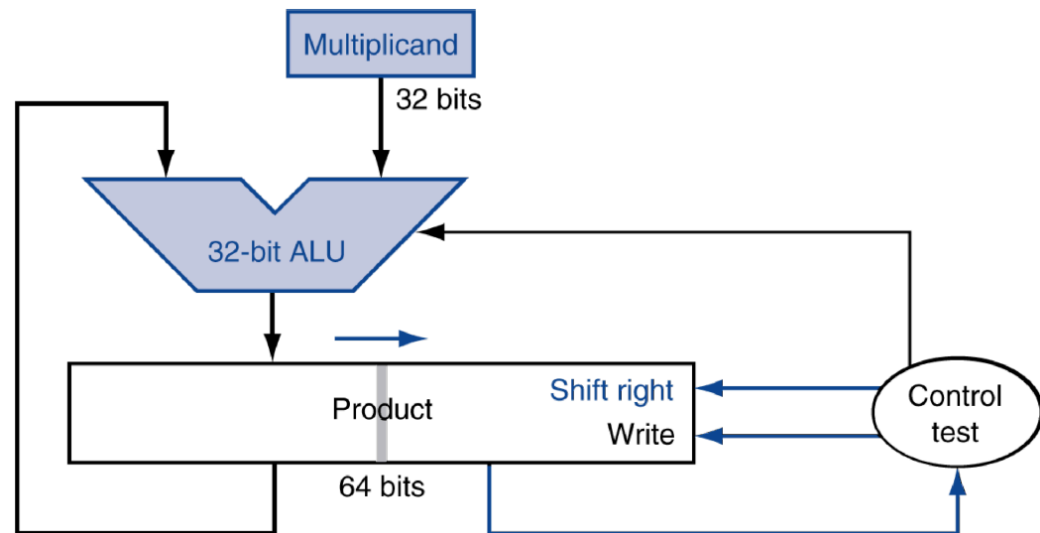 Multiplicand
32 bits
32-bit ALU
Product
Shift right
Write
64 bits
Control
test